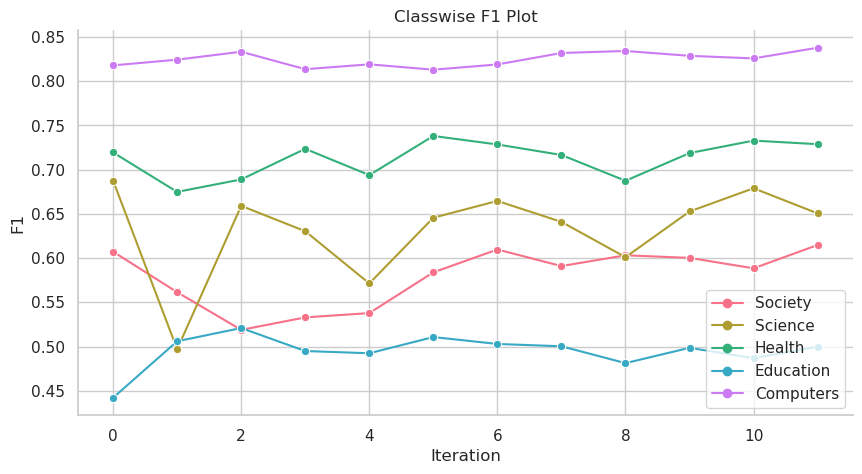 Classwise F1 Plot
F1
0.85
0.80
0.75
0.70
0.65
0.60
0.55
0.50
0.45
0 2 4 6 8 10
Iteration
Society
Science
Health
Education
Computers